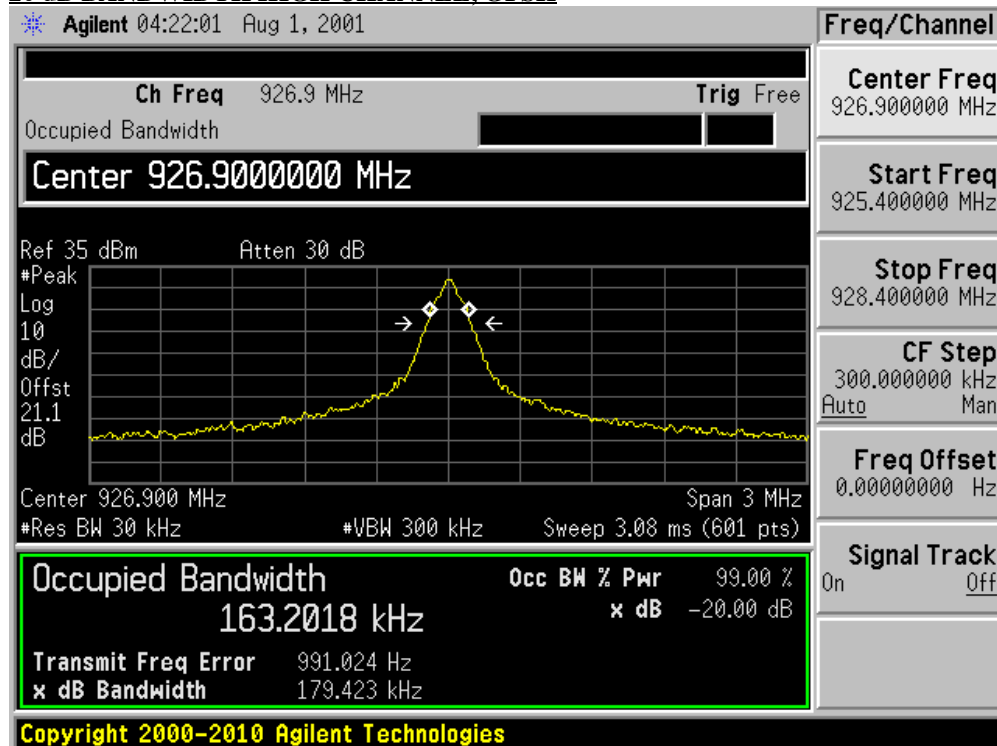 Agilent 04:22:01 Aug 1, 2001
Freq/Channel
Ch Freq 926.9 MHz
Trig Free
Occupied Bandwidth
Center 926.9000000 MHz
Ref 35 dBm
Atten 30 dB
#Peak
Log
10
dB/
Offst
21.1
dB
Center 926.900 MHz
Span 3 MHz
#Res BW 30 kHz
#VBW 300 kHz
Sweep 3.08 ms (601 pts)
Occupied Bandwidth
163.2018 kHz
Occ BW % Pwr 99.00 %
x dB -20.00 dB
Transmit Freq Error 991.024 Hz
x dB Bandwidth 179.423 kHz
Center Freq
926.900000 MHz
Start Freq
925.400000 MHz
Stop Freq
928.400000 MHz
CF Step
300.000000 kHz
Auto Man
Freq Offset
0.00000000 Hz
Signal Track
On Off
Copyright 2000-2010 Agilent Technologies